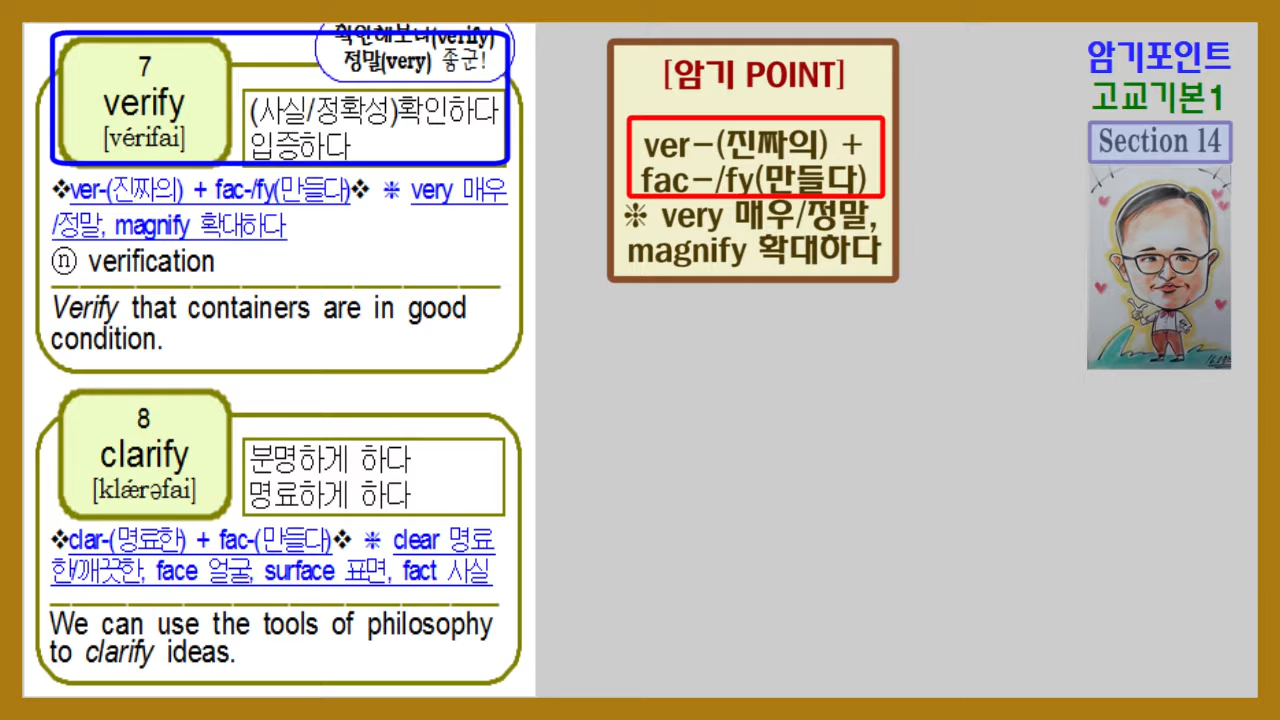 확인해보니(verify)
정말(very) 좋군!
7
verify
[vérifai]
(사실/정확성)확인하다
입증하다
❖ver-(진짜의) + fac-/fy(만들다)❖ ※ very 매우
/정말, magnify 확대하다
ⓝ verification
Verify that containers are in good
condition.
8
clarify
[klǽrəfai]
분명하게 하다
명료하게 하다
❖clar-(명료한) + fac-(만들다)❖ ※ clear 명료
한/깨끗한, face 얼굴, surface 표면, fact 사실
We can use the tools of philosophy
to clarify ideas.
[암기 POINT]
ver-(진짜의) +
fac-/fy(만들다)
※ very 매우/정말,
magnify 확대하다
암기포인트
고교기본1
Section 14